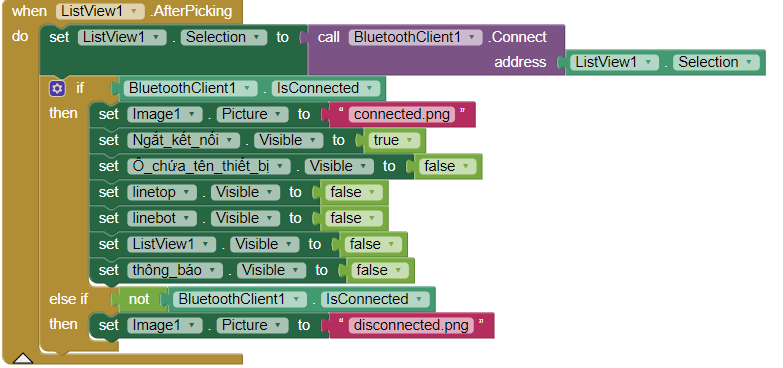 when ListView1 . AfterPicking
do set ListView1 . Selection to call BluetoothClient1 . Connect
address ListView1 . Selection
if BluetoothClient1 . IsConnected
then set Image1 . Picture to “ connected.png ”
set Ngắt_kết_nối . Visible to true
set Ô_chứa_tên_thiết_bị . Visible to false
set linetop . Visible to false
set linebot . Visible to false
set ListView1 . Visible to false
set thông_báo . Visible to false
else if not BluetoothClient1 . IsConnected
then set Image1 . Picture to “ disconnected.png ”